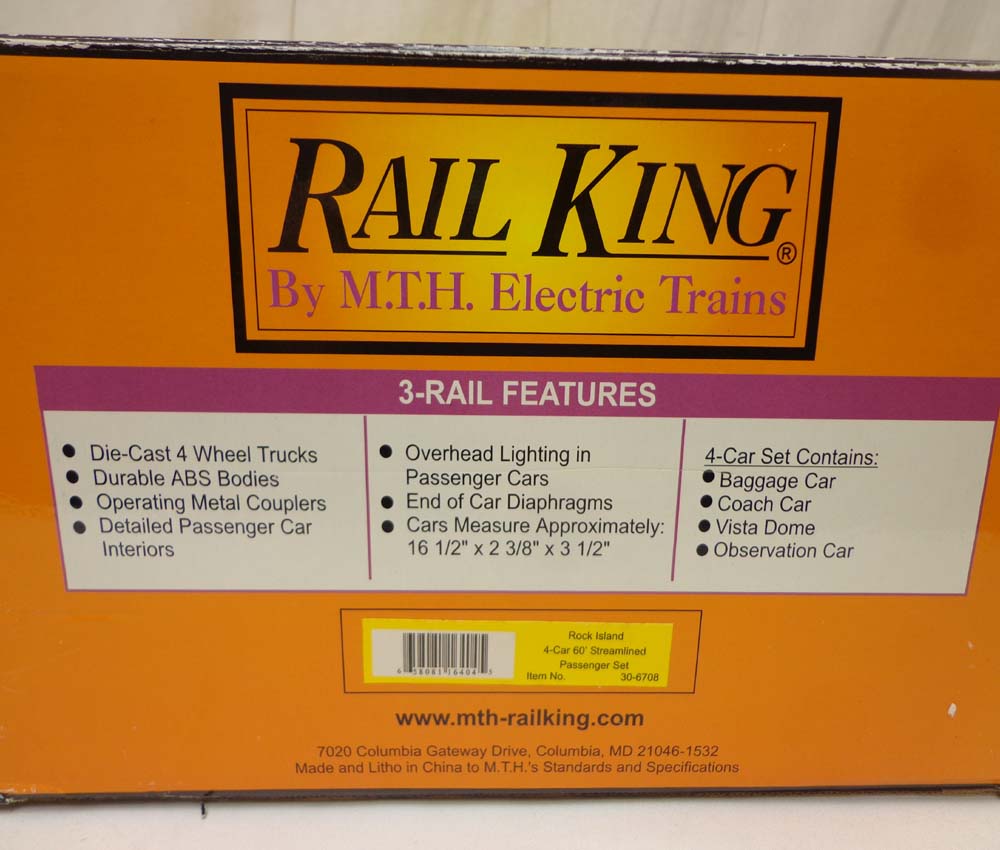 RAIL KING®
By M.T.H. Electric Trains
3-RAIL FEATURES
• Die-Cast 4 Wheel Trucks
• Durable ABS Bodies
• Operating Metal Couplers
• Detailed Passenger Car
Interiors
• Overhead Lighting in
Passenger Cars
• End of Car Diaphragms
• Cars Measure Approximately:
16 1/2" x 2 3/8" x 3 1/2"
4-Car Set Contains:
• Baggage Car
• Coach Car
• Vista Dome
• Observation Car
6 58081 16404 5
Rock Island
4-Car 60' Streamlined
Passenger Set
Item No. 30-6708
www.mth-railking.com
7020 Columbia Gateway Drive, Columbia, MD 21046-1532
Made and Litho in China to M.T.H.'s Standards and Specifications